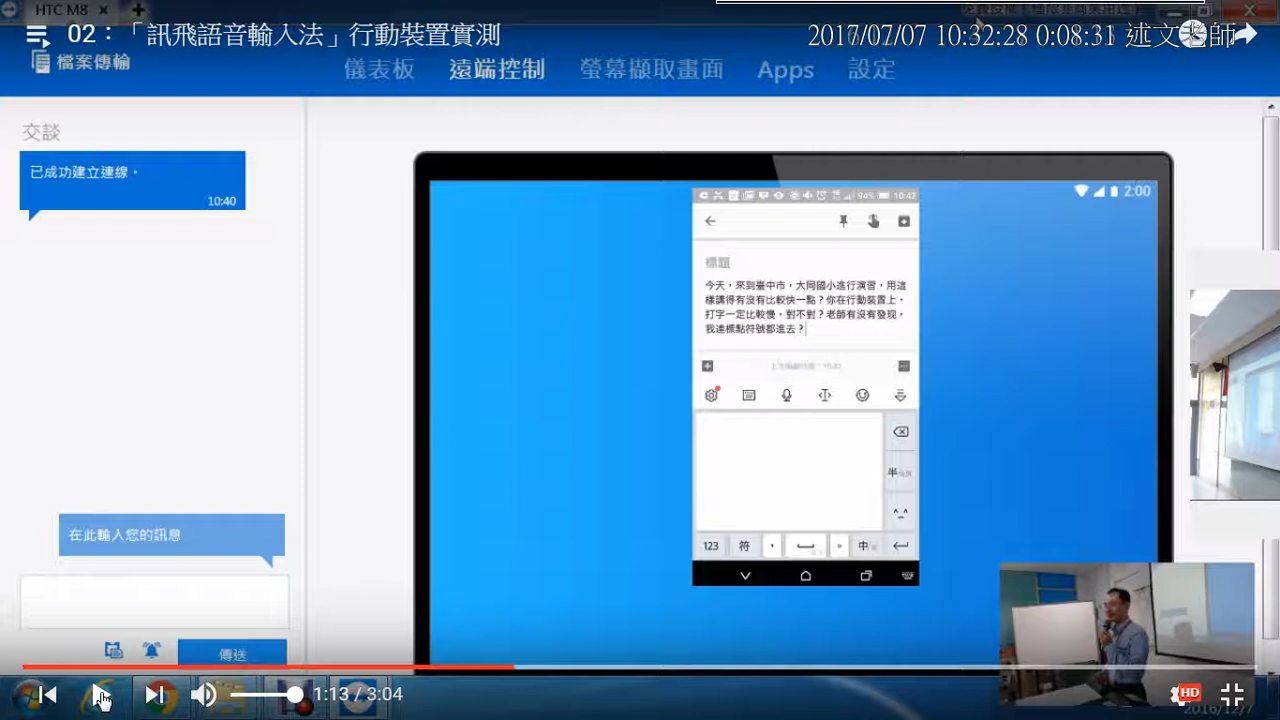 HTC M8
02：「訊飛語音輸入法」行動裝置實測
2017/07/07 10:32:28 0:08:31 述文老師
檔案傳輸
儀表板 遠端控制 螢幕擷取畫面 Apps 設定
交談
已成功建立連線。
10:40
2:00
94% 10:42
標題
今天，來到臺中市，大同國小進行演習，用這
樣講得有沒有比較快一點？你在行動裝置上，
打字一定比較慢，對不對？老師有沒有發現，
我連標點符號都進去？
半
^_^
123 符 ， 。 中
在此輸入您的訊息
傳送
1:13 / 3:04
HD
2016/12/7